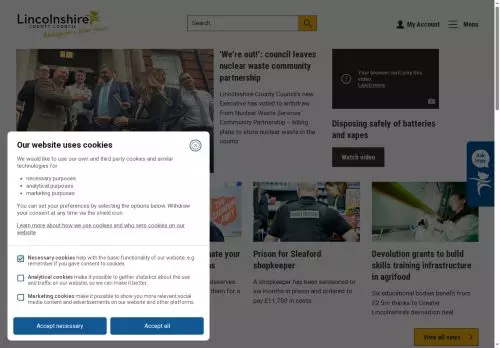 Lincolnshire
COUNTY COUNCIL
Working for a better future
Search
My Account
Menu
'We're out!': council leaves
nuclear waste community
partnership
Lincolnshire County Council's new
Executive has voted to withdraw
from Nuclear Waste Services'
Community Partnership – killing
plans to store nuclear waste in the
county
Your browser can't play this
video.
Learn more
Disposing safely of batteries
and vapes
Watch video
Our website uses cookies
We would like to use our own and third party cookies and similar
technologies for:
necessary purposes
analytical purposes
marketing purposes
You can set your preferences by selecting the options below. Withdraw
your consent at any time via the shield icon.
Learn more about how we use cookies and who sets cookies on our
website
Necessary cookies help with the basic functionality of our website, e.g
remember if you gave consent to cookies.
Analytical cookies make it possible to gather statistics about the use
and traffic on our website, so we can make it better.
Marketing cookies make it possible to show you more relevant social
media content and advertisements on our website and other platforms.
Accept necessary
Accept all
nate your
deserves
them for a
Prison for Sleaford
shopkeeper
A shopkeeper has been sentenced to
six months in prison and ordered to
pay £11,700 in costs
Devolution grants to build
skills training infrastructure
in agrifood
Six educational bodies benefit from
£2.5m thanks to Greater
Lincolnshire's devolution deal
View all news